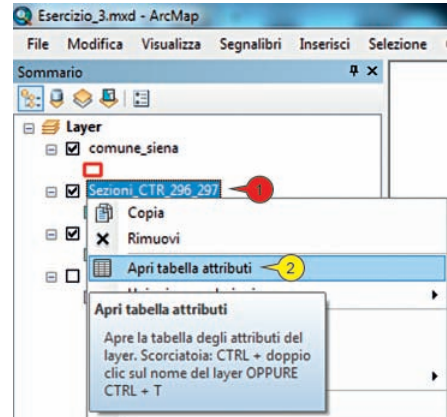 Esercizio_3.mxd - ArcMap
File Modifica Visualizza Segnalibri Inserisci Selezione
Sommario
Layer
comune_siena
Sezioni_CTR_296_297
1
Copia
Rimuovi
Apri tabella attributi
2
Apri tabella attributi
Apre la tabella degli attributi del
layer. Scorciatoia: CTRL + doppio
clic sul nome del layer OPPURE
CTRL + T